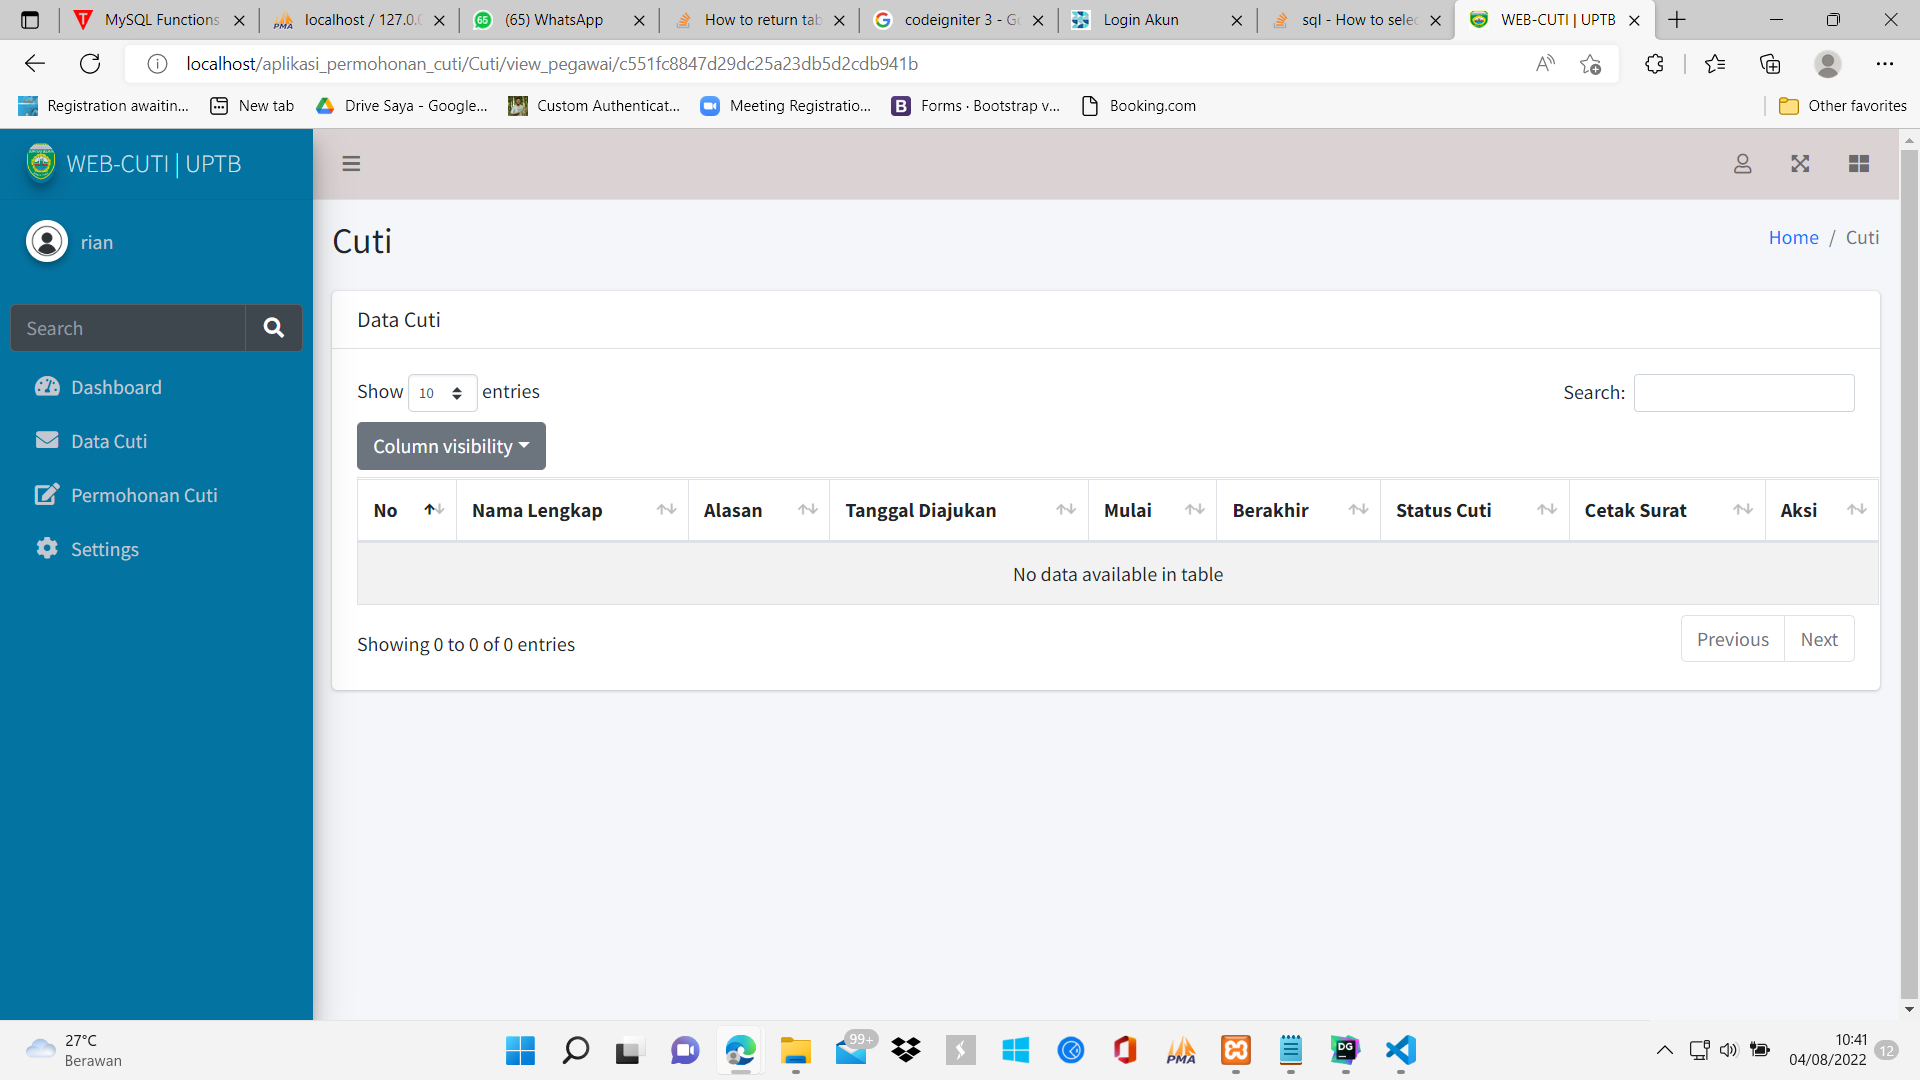 MySQL Functions
localhost / 127.0.0
PMA
65
(65) WhatsApp
How to return tab
codeigniter 3 - Go
Login Akun
sql - How to selec
WEB-CUTI | UPTB
localhost/aplikasi_permohonan_cuti/Cuti/view_pegawai/c551fc8847d29dc25a23db5d2cdb941b
Registration awaitin...
New tab
Drive Saya - Google...
Custom Authenticat...
Meeting Registratio...
B
Forms · Bootstrap v...
Booking.com
Other favorites
WEB-CUTI | UPTB
rian
Search
Dashboard
Data Cuti
Permohonan Cuti
Settings
Cuti
Home / Cuti
Data Cuti
Show 10 entries
Search:
Column visibility
No
Nama Lengkap
Alasan
Tanggal Diajukan
Mulai
Berakhir
Status Cuti
Cetak Surat
Aksi
No data available in table
Showing 0 to 0 of 0 entries
Previous
Next
27°C
Berawan
99+
PMA
DG
10:41
04/08/2022
12